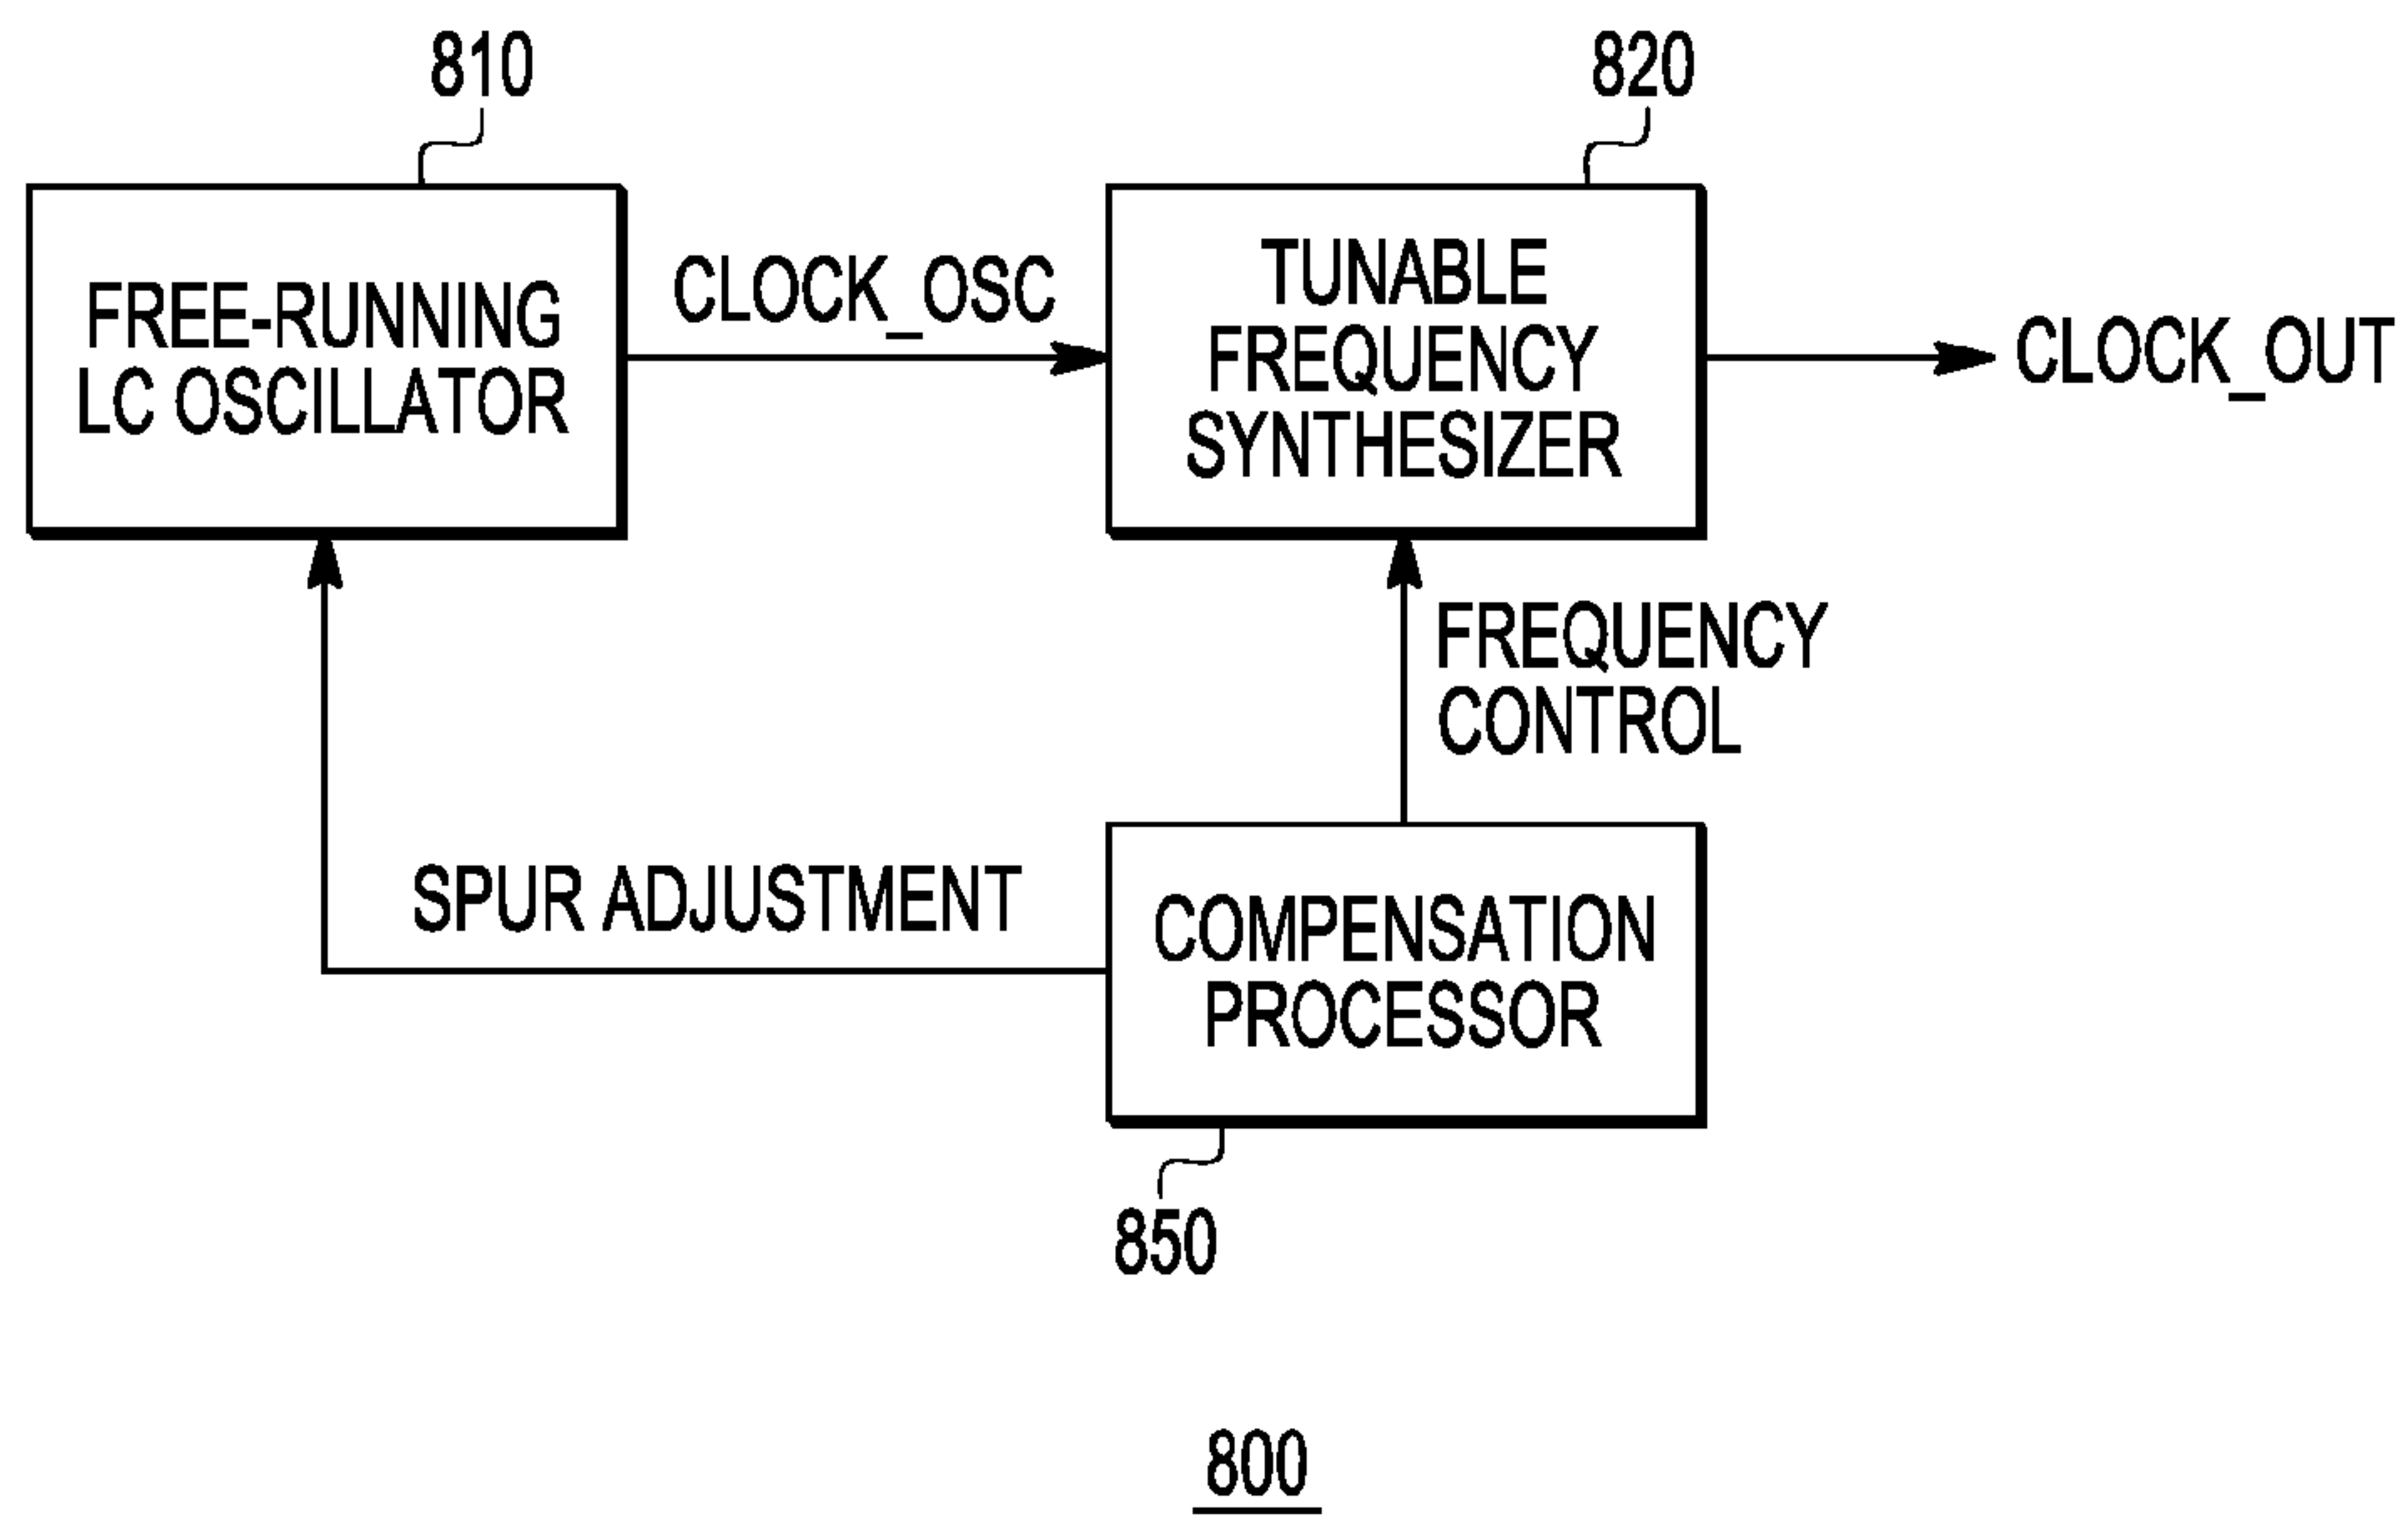 810
820
FREE-RUNNING
LC OSCILLATOR
CLOCK_OSC
TUNABLE
FREQUENCY
SYNTHESIZER
CLOCK_OUT
FREQUENCY
CONTROL
SPUR ADJUSTMENT
COMPENSATION
PROCESSOR
850
800